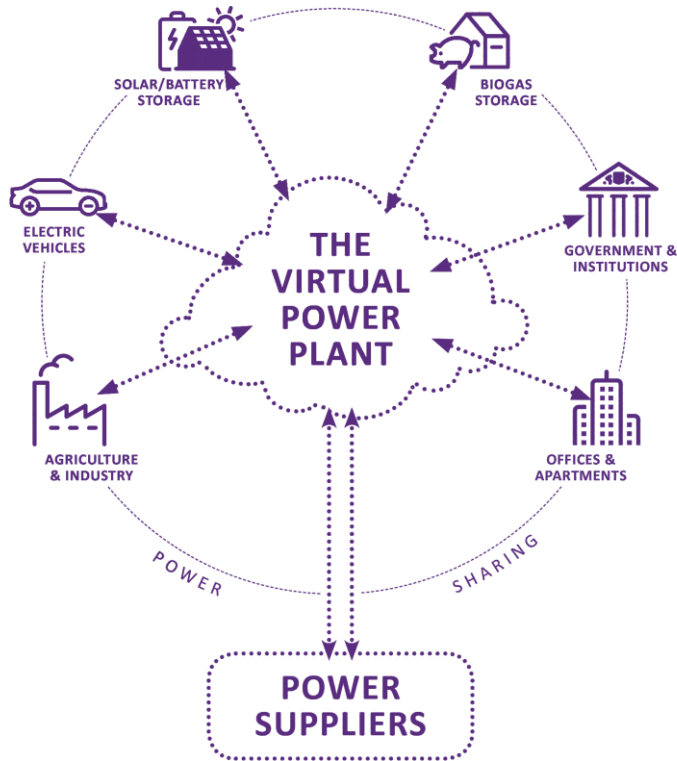 SOLAR/BATTERY
STORAGE
BIOGAS
STORAGE
ELECTRIC
VEHICLES
THE
VIRTUAL
POWER
PLANT
GOVERNMENT &
INSTITUTIONS
AGRICULTURE
& INDUSTRY
OFFICES &
APARTMENTS
POWER
SHARING
POWER
SUPPLIERS